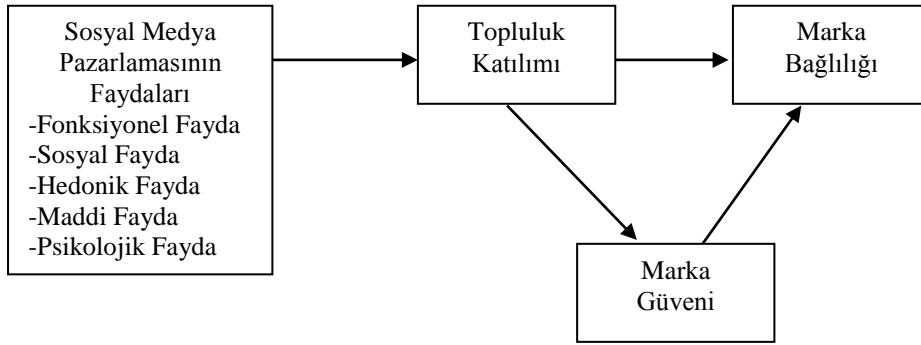 Sosyal Medya
Pazarlamasının
Faydaları
-Fonksiyonel Fayda
-Sosyal Fayda
-Hedonik Fayda
-Maddi Fayda
-Psikolojik Fayda
Topluluk
Katılımı
Marka
Bağlılığı
Marka
Güveni